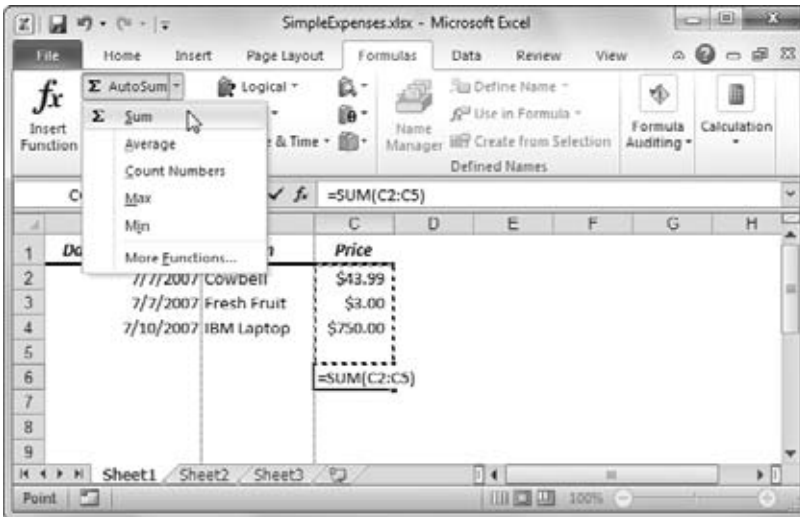 SimpleExpenses.xlsx - Microsoft Excel
File Home Insert Page Layout Formulas Data Review View
fx Σ AutoSum Logical Define Name
Σ Sum Use in Formula
Insert Function & Time Name Manager Create from Selection Formula Auditing Calculation
Average Defined Names
Count Numbers
C fx =SUM(C2:C5)
Max
Min C D E F G H
More Functions...
1 Da n Price
2 7/7/2007 Cowbell $43.99
3 7/7/2007 Fresh Fruit $3.00
4 7/10/2007 IBM Laptop $750.00
5
6 =SUM(C2:C5)
7
8
9
Sheet1 Sheet2 Sheet3
Point 100%